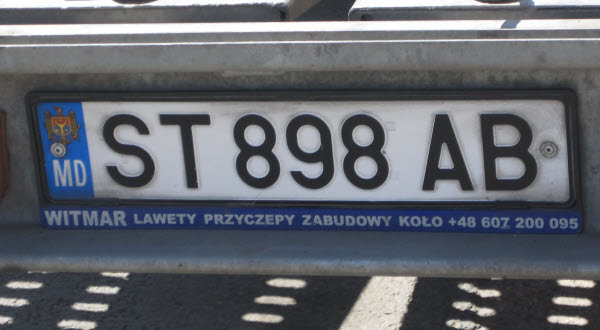 MD ST 898 AB
WITMAR LAWETY PRZYCZEPY ZABUDOWY KOŁO +48 607 200 095